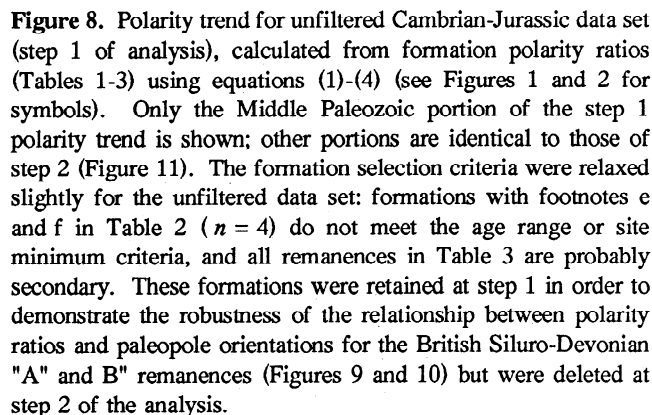 Figure 8. Polarity trend for unfiltered Cambrian-Jurassic data set
(step 1 of analysis), calculated from formation polarity ratios
(Tables 1-3) using equations (1)-(4) (see Figures 1 and 2 for
symbols). Only the Middle Paleozoic portion of the step 1
polarity trend is shown; other portions are identical to those of
step 2 (Figure 11). The formation selection criteria were relaxed
slightly for the unfiltered data set: formations with footnotes e
and f in Table 2 ( n = 4) do not meet the age range or site
minimum criteria, and all remanences in Table 3 are probably
secondary. These formations were retained at step 1 in order to
demonstrate the robustness of the relationship between polarity
ratios and paleopole orientations for the British Siluro-Devonian
"A" and B" remanences (Figures 9 and 10) but were deleted at
step 2 of the analysis.